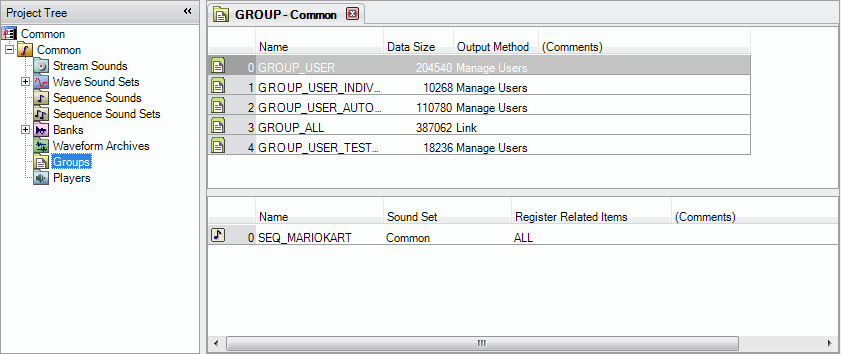 Project Tree «
Common
Common
Stream Sounds
Wave Sound Sets
Sequence Sounds
Sequence Sound Sets
Banks
Waveform Archives
Groups
Players
GROUP - Common
Name Data Size Output Method (Comments)
0 GROUP_USER 204540 Manage Users
1 GROUP_USER_INDIV... 10268 Manage Users
2 GROUP_USER_AUTO... 110780 Manage Users
3 GROUP_ALL 387062 Link
4 GROUP_USER_TEST... 18236 Manage Users
Name Sound Set Register Related Items (Comments)
0 SEQ_MARIOKART Common ALL